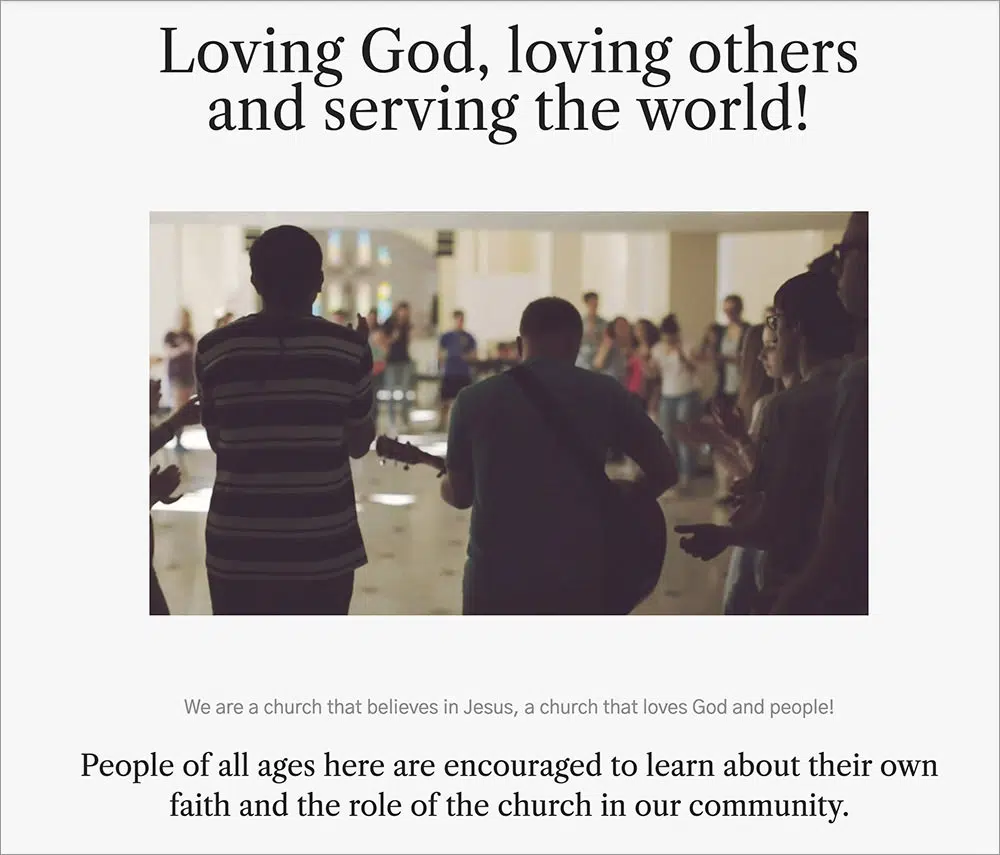 Loving God, loving others
and serving the world!
We are a church that believes in Jesus, a church that loves God and people!
People of all ages here are encouraged to learn about their own
faith and the role of the church in our community.